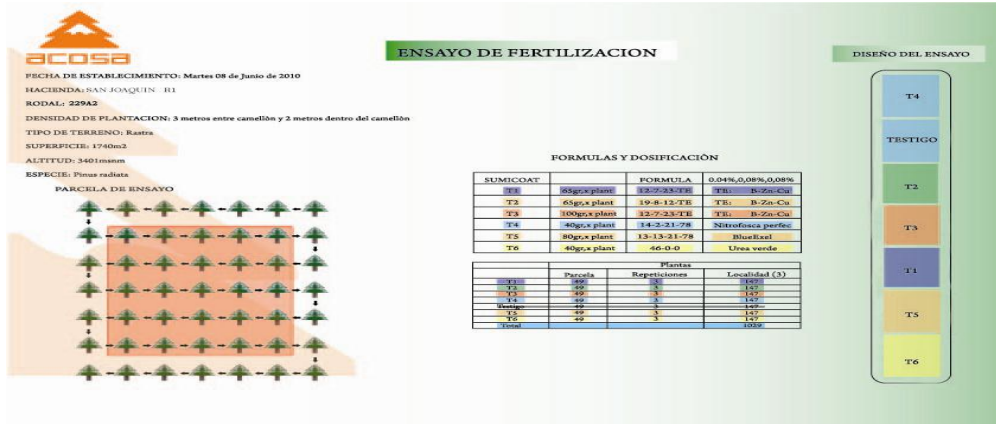 acosa
ENSAYO DE FERTILIZACION
FECHA DE ESTABLECIMIENTO: Martes 08 de Junio de 2010
HACIENDA: SAN JOAQUIN B1
RODAL: 229A2
DENSIDAD DE PLANTACION: 3 metros entre camellòn y 2 metros dentro del camellòn
TIPO DE TERRENO: Rastra
SUPERFICIE: 1740m2
ALTITUD: 3401msnm
ESPECIE: Pinus radiata
PARCELA DE ENSAYO
FORMULAS Y DOSIFICACIÒN
SUMICOAT FORMULA 0.04%,0,08%,0,08%
T1 65gr,x plant 12-7-23-TE TE: B-Zn-Cu
T2 65gr,x plant 19-8-12-TE TE: B-Zn-Cu
T3 100gr,x plant 12-7-23-TE TE: B-Zn-Cu
T4 40gr,x plant 14-2-21-78 Nitrofosca perfec
T5 80gr,x plant 13-13-21-78 BlueExel
T6 40gr,x plant 46-0-0 Urea verde
Plantas
Parcela Repeticiones Localidad (3)
T1 49 3 147
T2 49 3 147
T3 49 3 147
T4 49 3 147
Testigo 49 3 147
T5 49 3 147
T6 49 3 147
Total 1029
DISEÑO DEL ENSAYO
T4
TESTIGO
T2
T3
T1
T5
T6